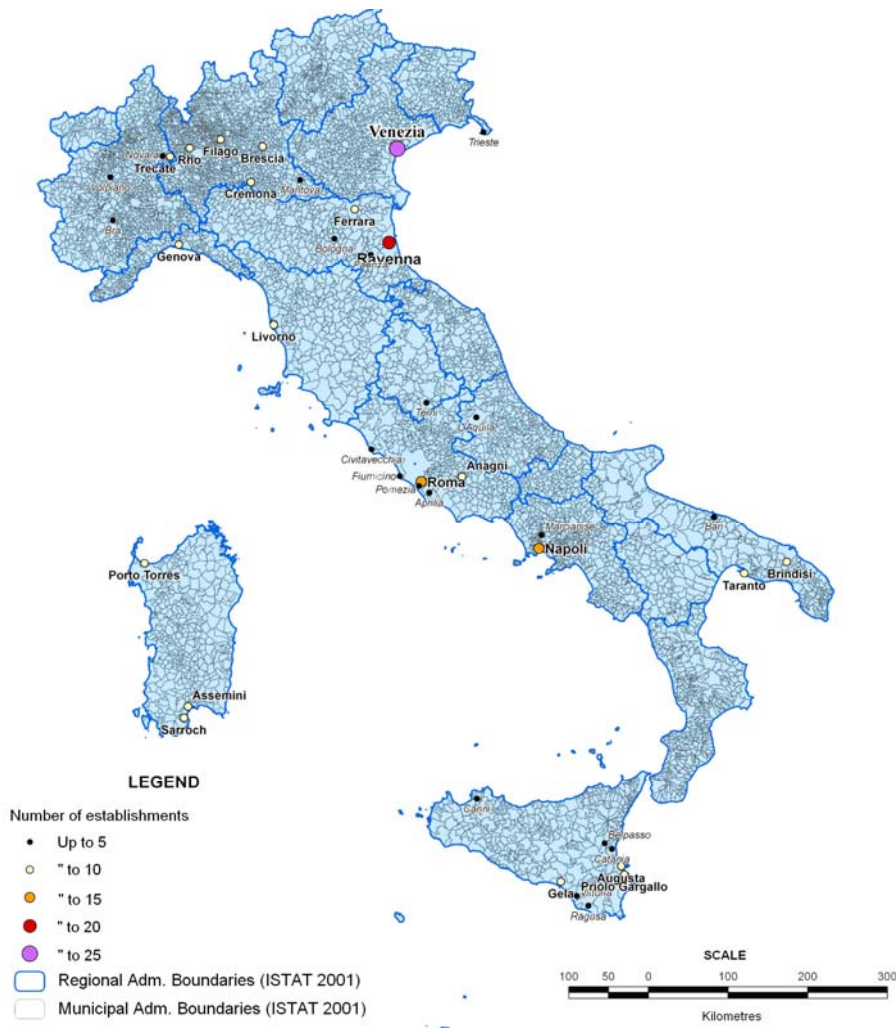 Venezia
Trieste
Novara
Rho
Filago
Brescia
Trecate
Volpiano
Cremona
Mantova
Bra
Ferrara
Genova
Bologna
Faenza
Ravenna
Livorno
Terni
L'Aquila
Civitavecchia
Anagni
Fiumicino
Roma
Pomezia
Aprilia
Marcianise
Bari
Napoli
Porto Torres
Taranto
Brindisi
Assemini
Sarroch
LEGEND
Number of establishments
Up to 5
" to 10
" to 15
" to 20
" to 25
Regional Adm. Boundaries (ISTAT 2001)
Municipal Adm. Boundaries (ISTAT 2001)
Carini
Belpasso
Catania
Augusta
Priolo Gargallo
Gela
Vittoria
Ragusa
SCALE
100 50 0 100 200 300
Kilometres